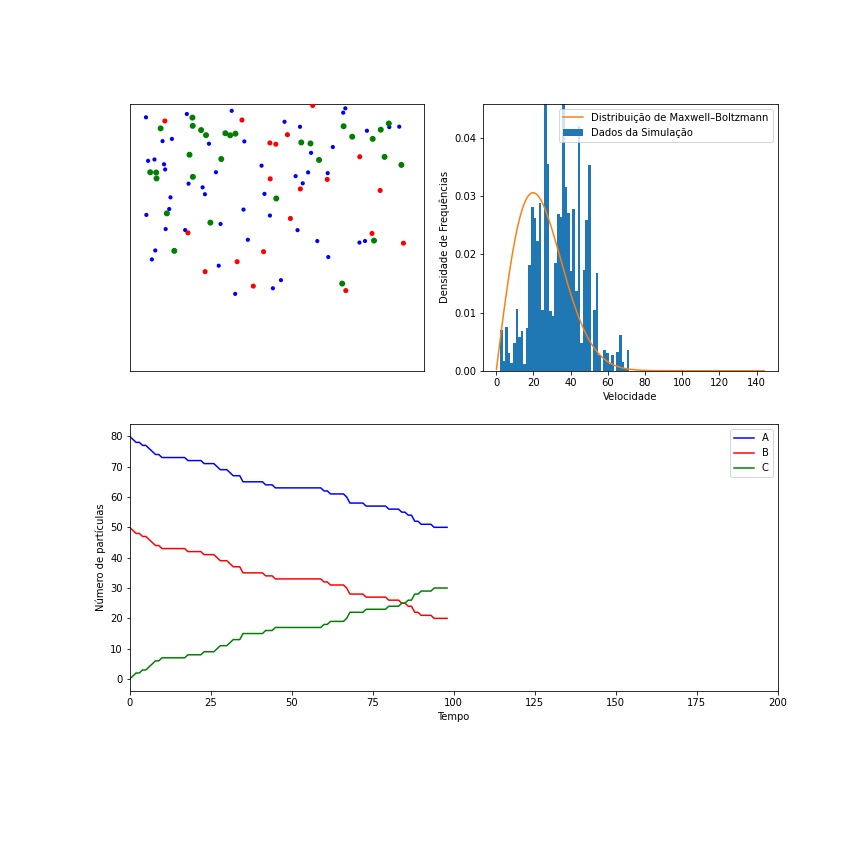 Distribuição de Maxwell–Boltzmann
Dados da Simulação
Densidade de Frequências
0.04
0.03
0.02
0.01
0.00
0 20 40 60 80 100 120 140
Velocidade
A
B
C
Número de partículas
80
70
60
50
40
30
20
10
0
0 25 50 75 100 125 150 175 200
Tempo